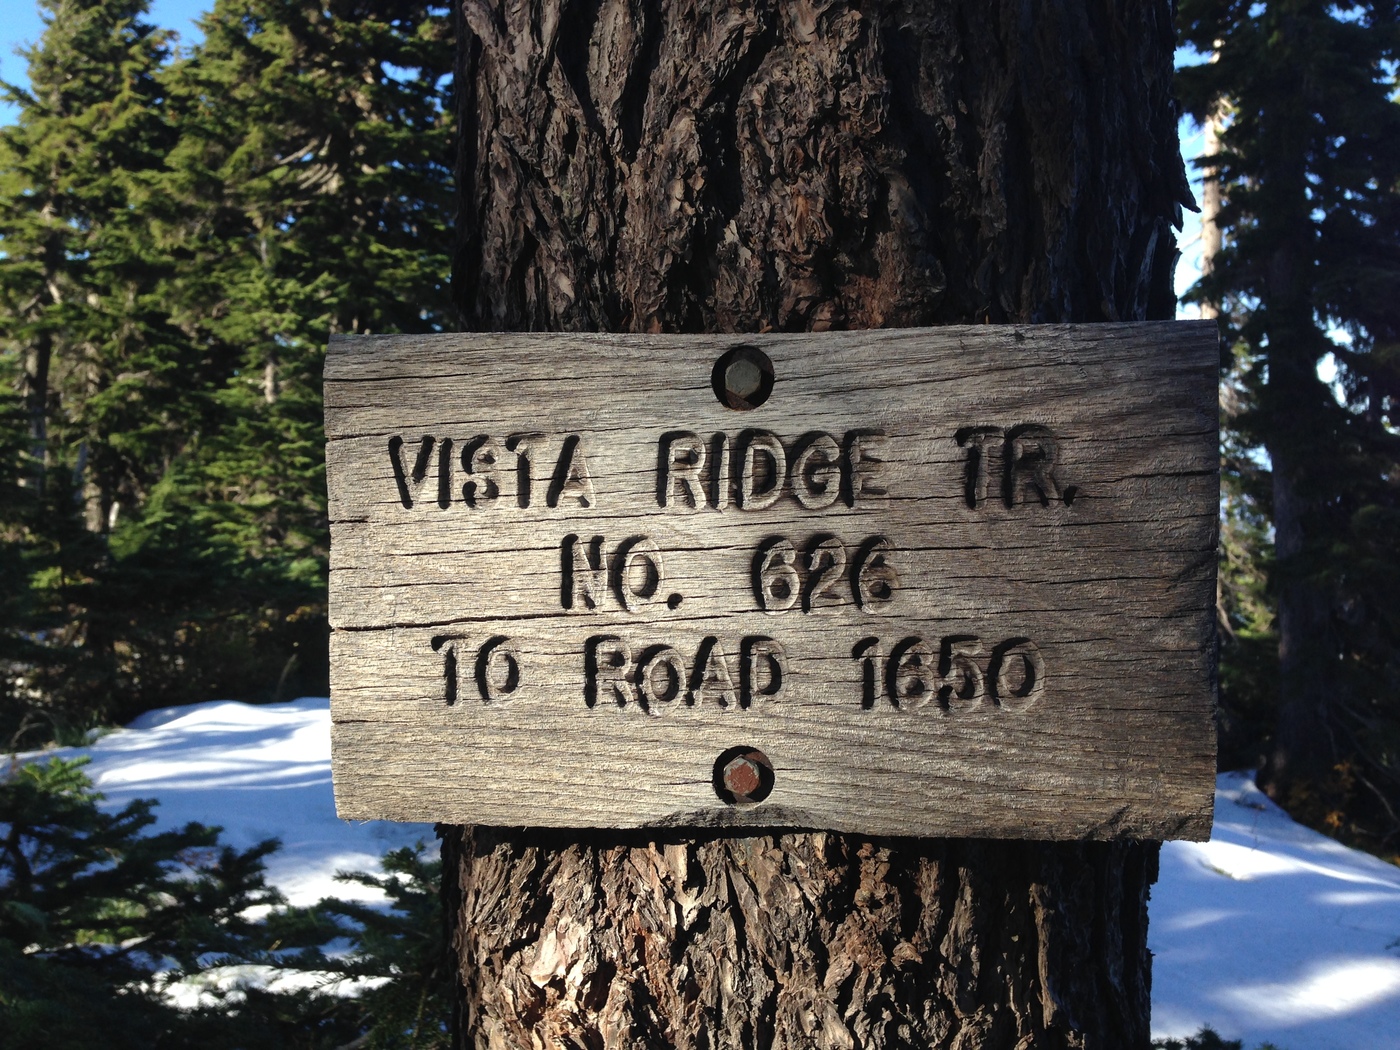 VISTA RIDGE TR.
NO. 626
TO ROAD 1650